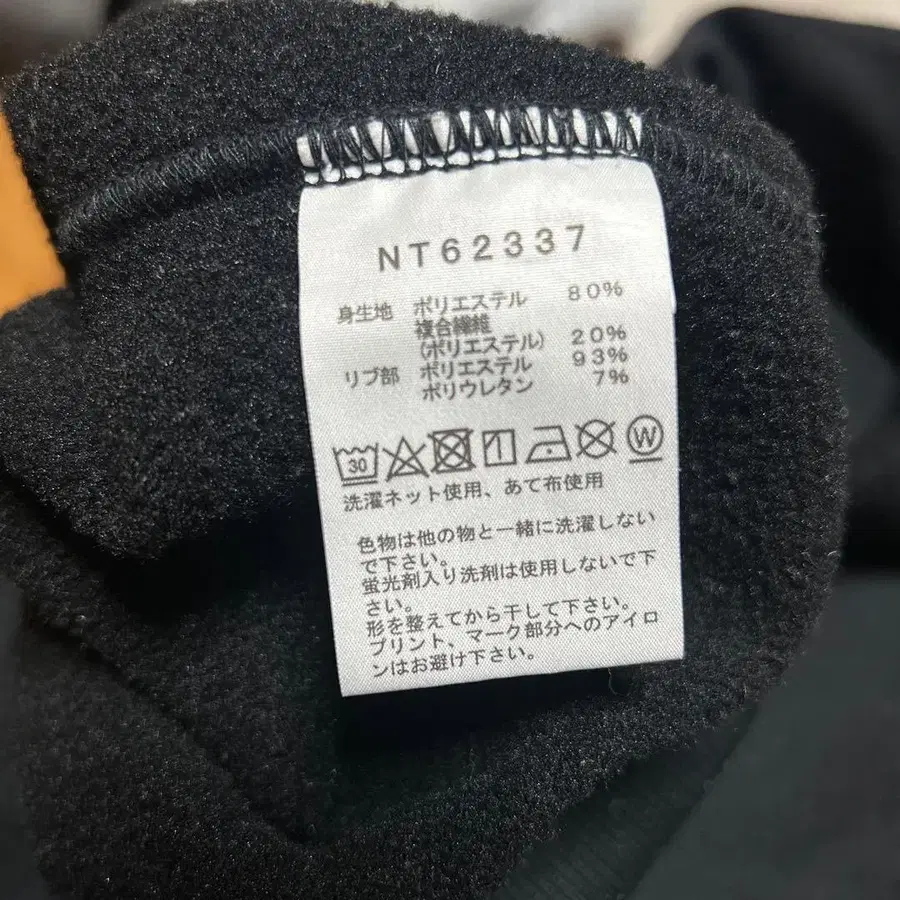 NT62337
身生地 ポリエステル 80%
複合繊維
(ポリエステル) 20%
リブ部 ポリエステル 93%
ポリウレタン 7%
30 W
洗濯ネット使用、あて布使用
色物は他の物と一緒に洗濯しない
で下さい。
蛍光剤入り洗剤は使用しないで下
さい。
形を整えてから干して下さい。
プリント、マーク部分へのアイロ
ンはお避け下さい。